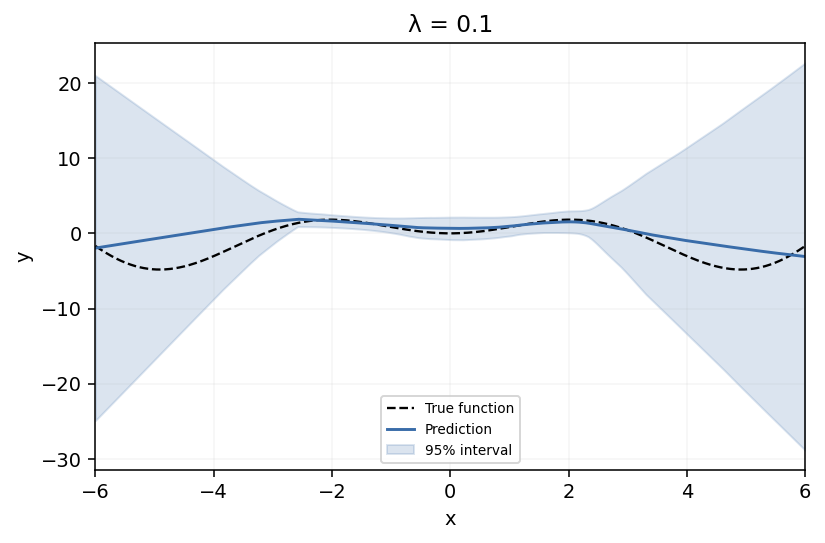 λ = 0.1
y
20
10
0
−10
−20
−30
True function
Prediction
95% interval
−6
−4
−2
0
2
4
6
x